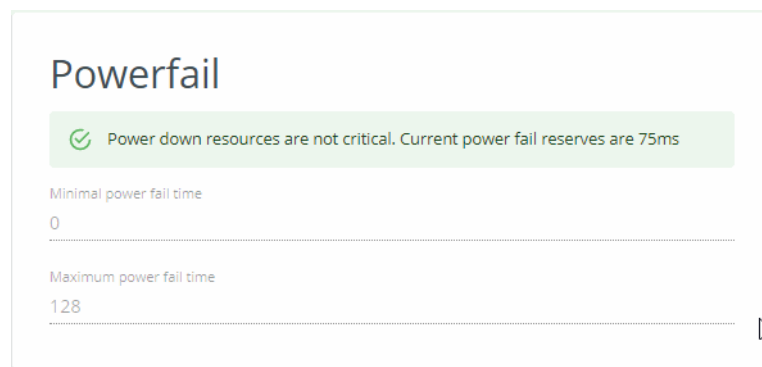 Powerfail
Power down resources are not critical. Current power fail reserves are 75ms
Minimal power fail time
0
Maximum power fail time
128